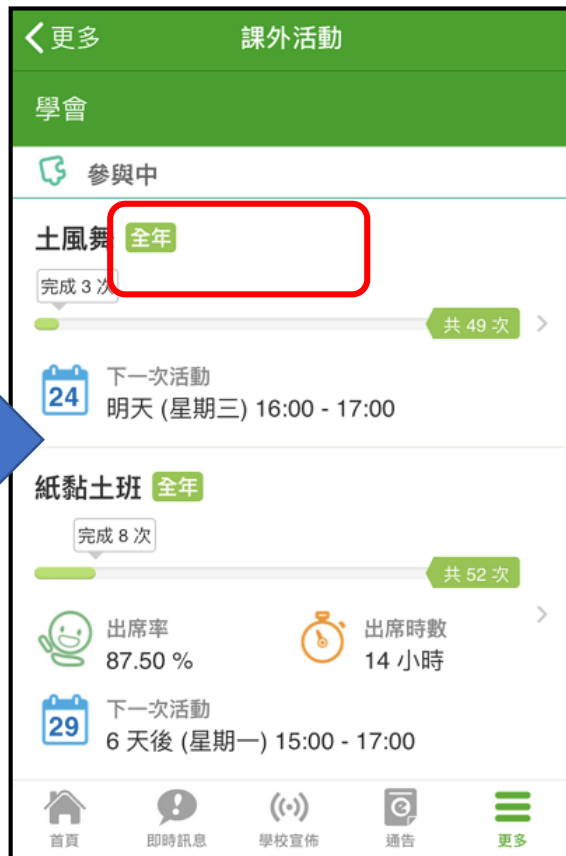 更多 課外活動
學會
參與中
土風舞 全年
完成 3 次
共 49 次
24
下一次活動
明天 (星期三) 16:00 - 17:00
紙黏土班 全年
完成 8 次
共 52 次
出席率 出席時數
87.50 % 14 小時
29
下一次活動
6 天後 (星期一) 15:00 - 17:00
首頁 即時訊息 學校宣佈 通告 更多